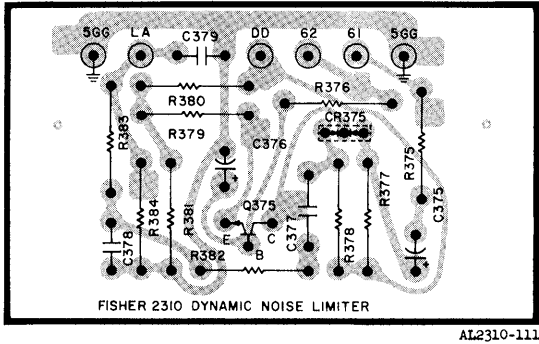 C379
5GG LA DD 62 61 5GG
R376
R380
CR375
R383
R379
C376
R375
R377
Q375
C375
R384
R381
C377
E C
C378
R378
B
R382
FISHER 2310 DYNAMIC NOISE LIMITER
AL2310-111